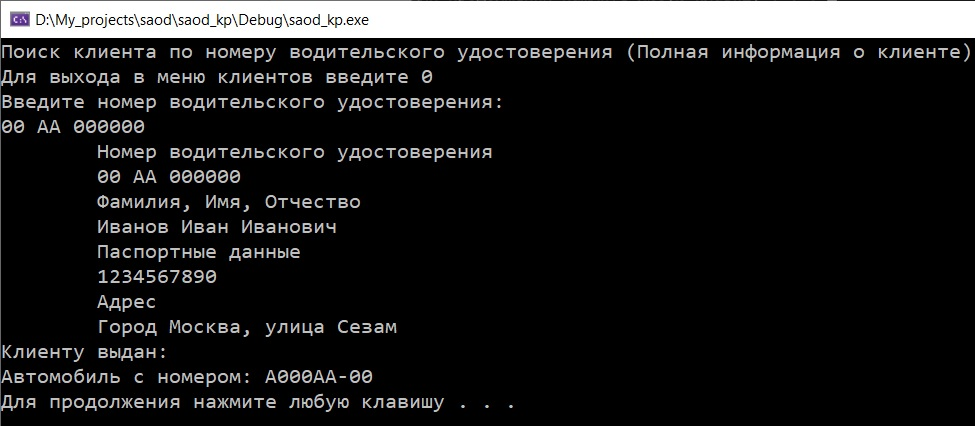 D:\My_projects\saod\saod_kp\Debug\saod_kp.exe
Поиск клиента по номеру водительского удостоверения (Полная информация о клиенте)
Для выхода в меню клиентов введите 0
Введите номер водительского удостоверения:
00 AA 000000
Номер водительского удостоверения
00 AA 000000
Фамилия, Имя, Отчество
Иванов Иван Иванович
Паспортные данные
1234567890
Адрес
Город Москва, улица Сезам
Клиенту выдан:
Автомобиль с номером: A000AA-00
Для продолжения нажмите любую клавишу . . .